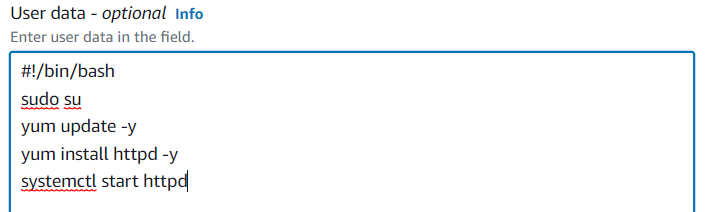 User data - optional Info
Enter user data in the field.
#!/bin/bash
sudo su
yum update -y
yum install httpd -y
systemctl start httpd